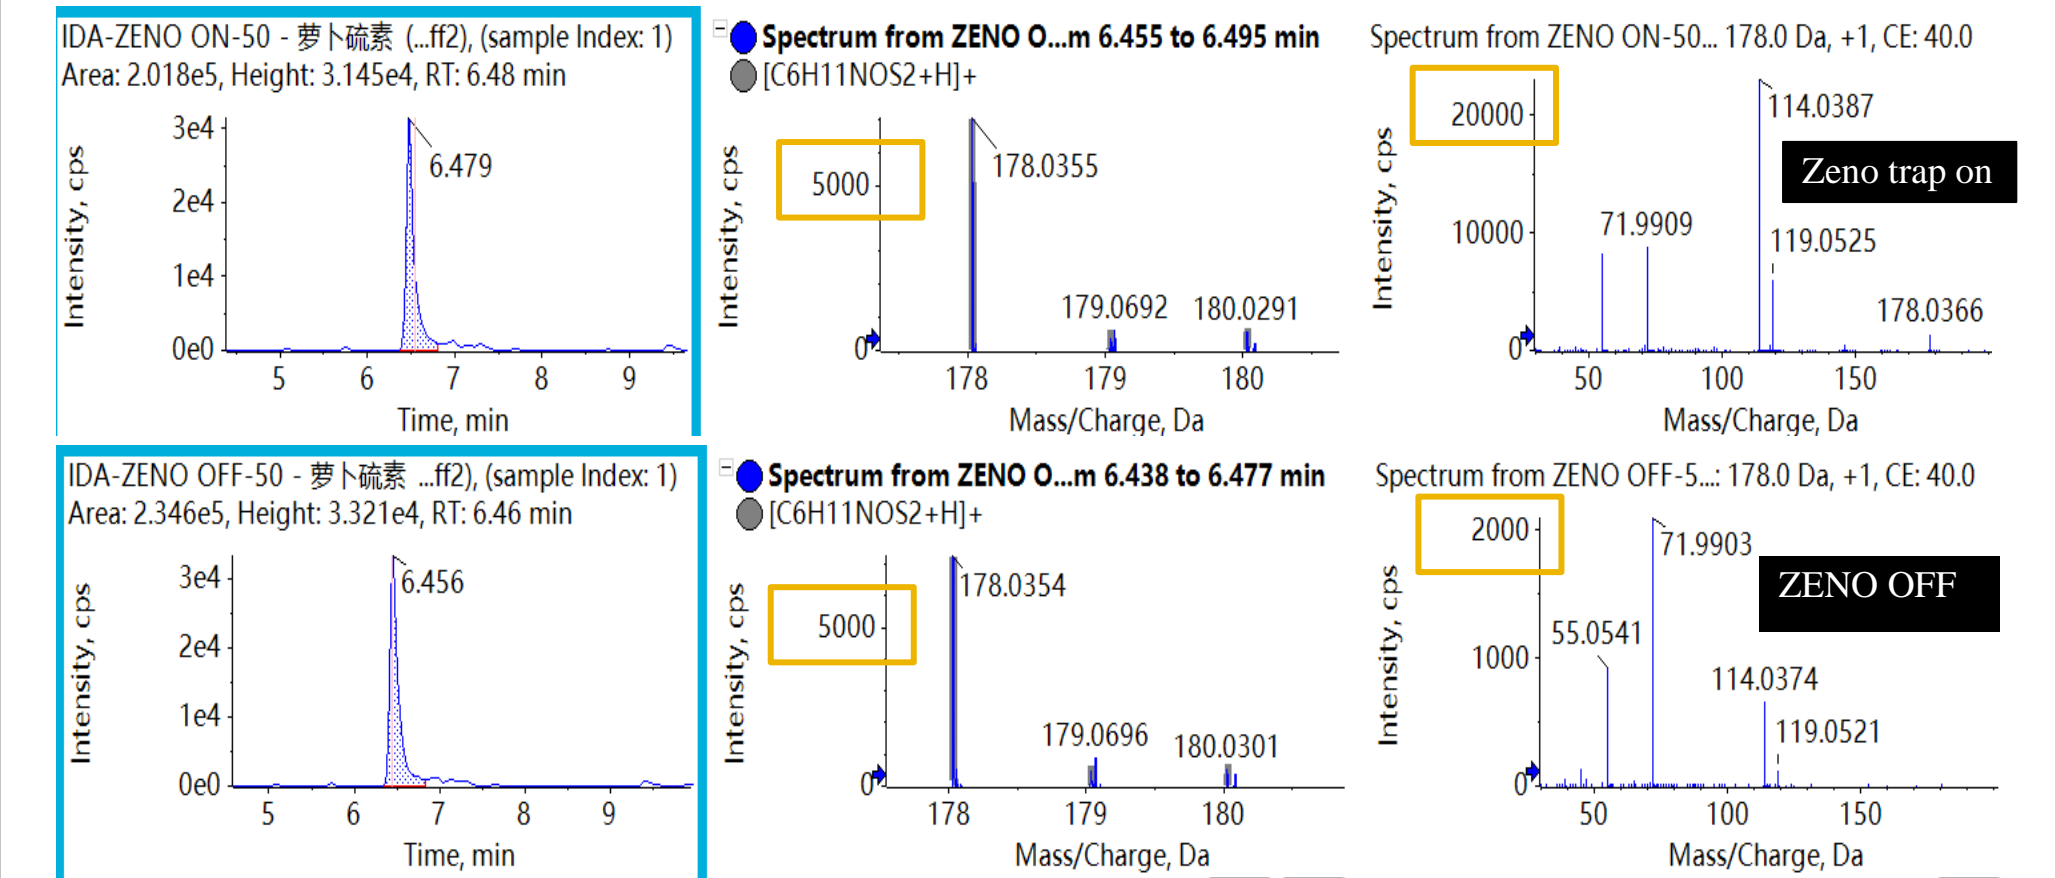 IDA-ZENO ON-50 - 萝卜硫素 (...ff2), (sample Index: 1)
Area: 2.018e5, Height: 3.145e4, RT: 6.48 min
3e4
2e4
1e4
0e0
6.479
5 6 7 8 9
Intensity, cps
Time, min
Spectrum from ZENO O...m 6.455 to 6.495 min
[C6H11NOS2+H]+
5000
0
178.0355
179.0692
180.0291
178 179 180
Intensity, cps
Mass/Charge, Da
Spectrum from ZENO ON-50... 178.0 Da, +1, CE: 40.0
20000
10000
0
114.0387
Zeno trap on
71.9909
119.0525
178.0366
50 100 150
Intensity, cps
Mass/Charge, Da
IDA-ZENO OFF-50 - 萝卜硫素 ...ff2), (sample Index: 1)
Area: 2.346e5, Height: 3.321e4, RT: 6.46 min
3e4
2e4
1e4
0e0
6.456
5 6 7 8 9
Intensity, cps
Time, min
Spectrum from ZENO O...m 6.438 to 6.477 min
[C6H11NOS2+H]+
5000
0
178.0354
179.0696
180.0301
178 179 180
Intensity, cps
Mass/Charge, Da
Spectrum from ZENO OFF-5...: 178.0 Da, +1, CE: 40.0
2000
1000
0
71.9903
ZENO OFF
55.0541
114.0374
119.0521
50 100 150
Intensity, cps
Mass/Charge, Da